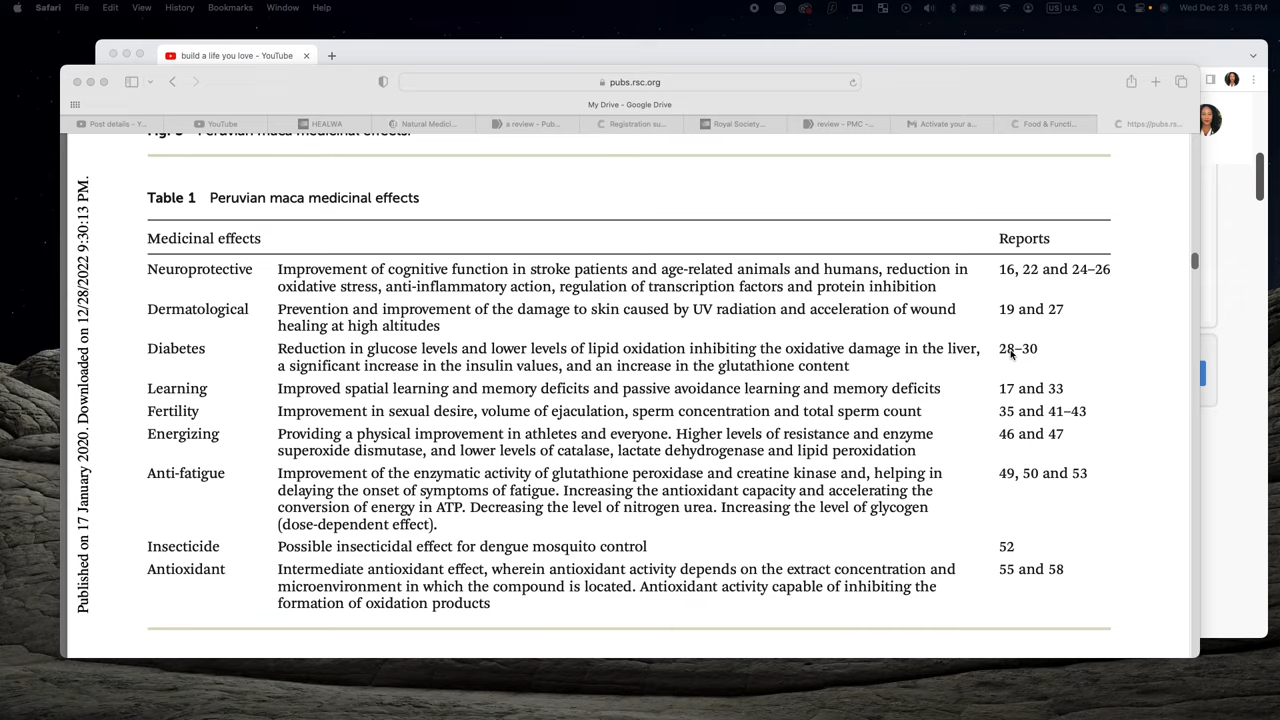 Safari File Edit View History Bookmarks Window Help U.S. Wed Dec 28 1:36 PM
build a life you love - YouTube
pubs.rsc.org
My Drive - Google Drive
Post details - Y... YouTube HEALWA Natural Medici... a review - Pub... Registration su... Royal Society... review - PMC -... Activate your a... Food & Functi... https://pubs.rs...
Peruvian maca medicinal effects.
Table 1 Peruvian maca medicinal effects
Medicinal effects Reports
Neuroprotective Improvement of cognitive function in stroke patients and age-related animals and humans, reduction in 16, 22 and 24–26
oxidative stress, anti-inflammatory action, regulation of transcription factors and protein inhibition
Dermatological Prevention and improvement of the damage to skin caused by UV radiation and acceleration of wound 19 and 27
healing at high altitudes
Diabetes Reduction in glucose levels and lower levels of lipid oxidation inhibiting the oxidative damage in the liver, 28–30
a significant increase in the insulin values, and an increase in the glutathione content
Learning Improved spatial learning and memory deficits and passive avoidance learning and memory deficits 17 and 33
Fertility Improvement in sexual desire, volume of ejaculation, sperm concentration and total sperm count 35 and 41–43
Energizing Providing a physical improvement in athletes and everyone. Higher levels of resistance and enzyme 46 and 47
superoxide dismutase, and lower levels of catalase, lactate dehydrogenase and lipid peroxidation
Anti-fatigue Improvement of the enzymatic activity of glutathione peroxidase and creatine kinase and, helping in 49, 50 and 53
delaying the onset of symptoms of fatigue. Increasing the antioxidant capacity and accelerating the
conversion of energy in ATP. Decreasing the level of nitrogen urea. Increasing the level of glycogen
(dose-dependent effect).
Insecticide Possible insecticidal effect for dengue mosquito control 52
Antioxidant Intermediate antioxidant effect, wherein antioxidant activity depends on the extract concentration and 55 and 58
microenvironment in which the compound is located. Antioxidant activity capable of inhibiting the
formation of oxidation products
Published on 17 January 2020. Downloaded on 12/28/2022 9:30:13 PM.